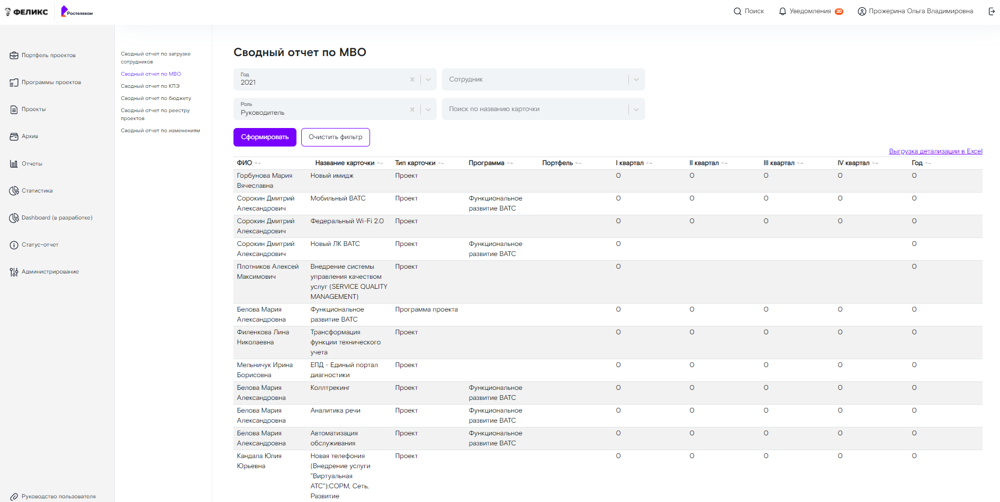 ФЕЛИКС
Ростелеком
Поиск
Уведомления 20
Прожерина Ольга Владимировна
Портфель проектов
Программы проектов
Проекты
Архив
Отчеты
Статистика
Dashboard (в разработке)
Статус-отчет
Администрирование
Руководство пользователя
Сводный отчет по загрузке
сотрудников
Сводный отчет по МВО
Сводный отчет по КПЭ
Сводный отчет по бюджету
Сводный отчет по реестру
проектов
Сводный отчет по изменениям
Сводный отчет по МВО
Год
2021
Сотрудник
Роль
Руководитель
Поиск по названию карточки
Сформировать
Очистить фильтр
Выгрузка детализации в Excel
ФИО Название карточки Тип карточки Программа Портфель I квартал II квартал III квартал IV квартал Год
Горбунова Мария Новый имидж Проект 0 0 0 0 0
Вячеславна
Сорокин Дмитрий Мобильный ВАТС Проект Функциональное 0 0 0 0 0
Александрович развитие ВАТС
Сорокин Дмитрий Федеральный Wi-Fi 2.0 Проект 0 0 0 0 0
Александрович
Сорокин Дмитрий Новый ЛК ВАТС Проект Функциональное 0 0
Александрович развитие ВАТС
Плотников Алексей Внедрение системы Проект 0 0
Максимович управления качеством
услуг (SERVICE QUALITY
MANAGEMENT)
Белова Мария Функциональное Программа проекта 0 0 0 0 0
Александровна развитие ВАТС
Филенкова Лина Трансформация Проект 0 0 0 0 0
Николаевна функции технического
учета
Мельничук Ирина ЕПД - Единый портал Проект 0 0 0 0 0
Борисовна диагностики
Белова Мария Коллтрекинг Проект Функциональное 0 0 0 0 0
Александровна развитие ВАТС
Белова Мария Аналитика речи Проект Функциональное 0 0 0 0 0
Александровна развитие ВАТС
Белова Мария Автоматизация Проект Функциональное 0 0 0 0 0
Александровна обслуживания развитие ВАТС
Кандала Юлия Новая телефония Проект 0 0 0 0 0
Юрьевна (Внедрение услуги
"Виртуальная
АТС"):СОРМ, Сеть,
Развитие